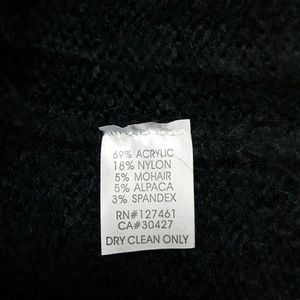 69% ACRYLIC
18% NYLON
5% MOHAIR
5% ALPACA
3% SPANDEX
RN#127461
CA#30427
DRY CLEAN ONLY